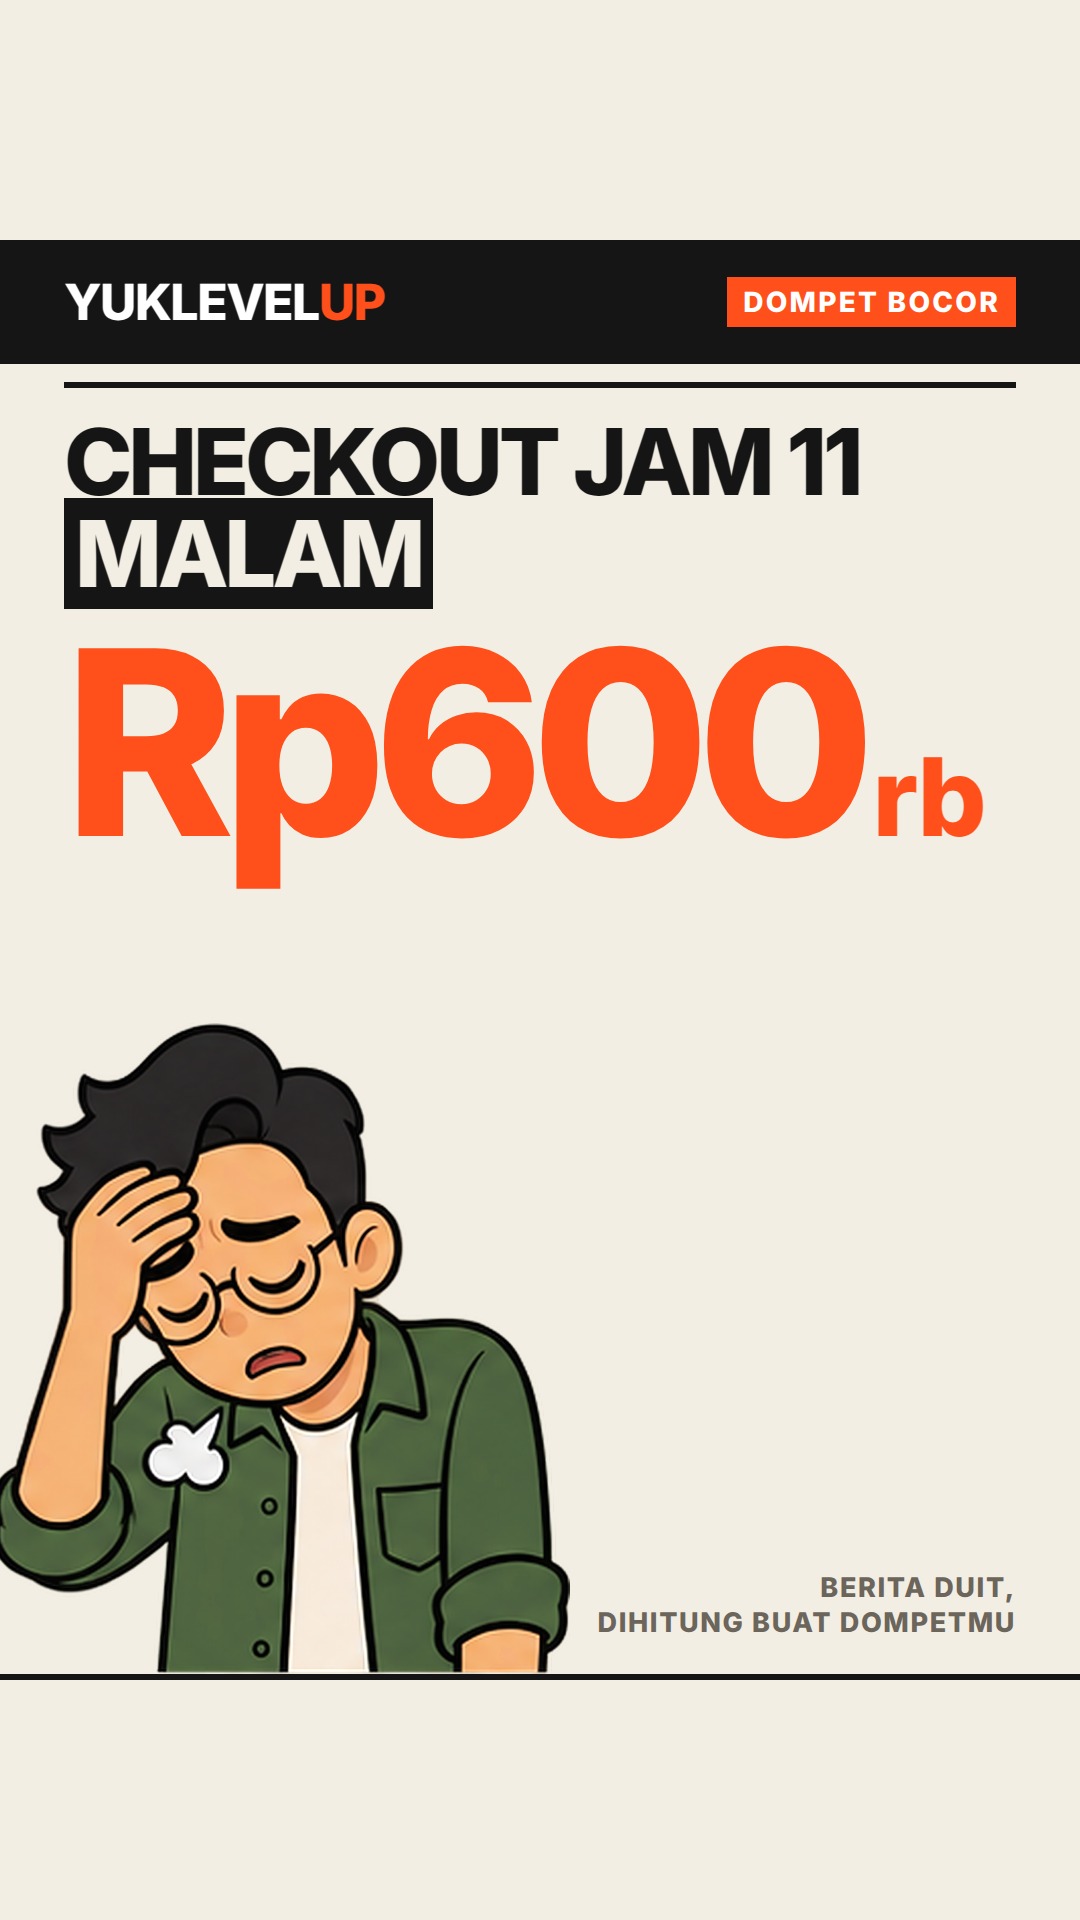 YUKLEVELUP
DOMPET BOCOR
CHECKOUT JAM 11
MALAM
Rp600rb
BERITA DUIT,
DIHITUNG BUAT DOMPETMU